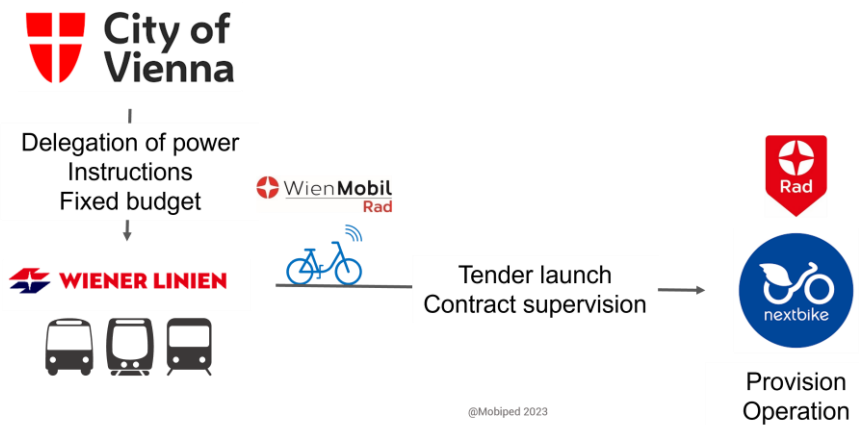 City of
Vienna
Delegation of power
Instructions
Fixed budget
WienMobil
Rad
WIENER LINIEN
Tender launch
Contract supervision
Rad
nextbike
Provision
Operation
@Mobiped 2023